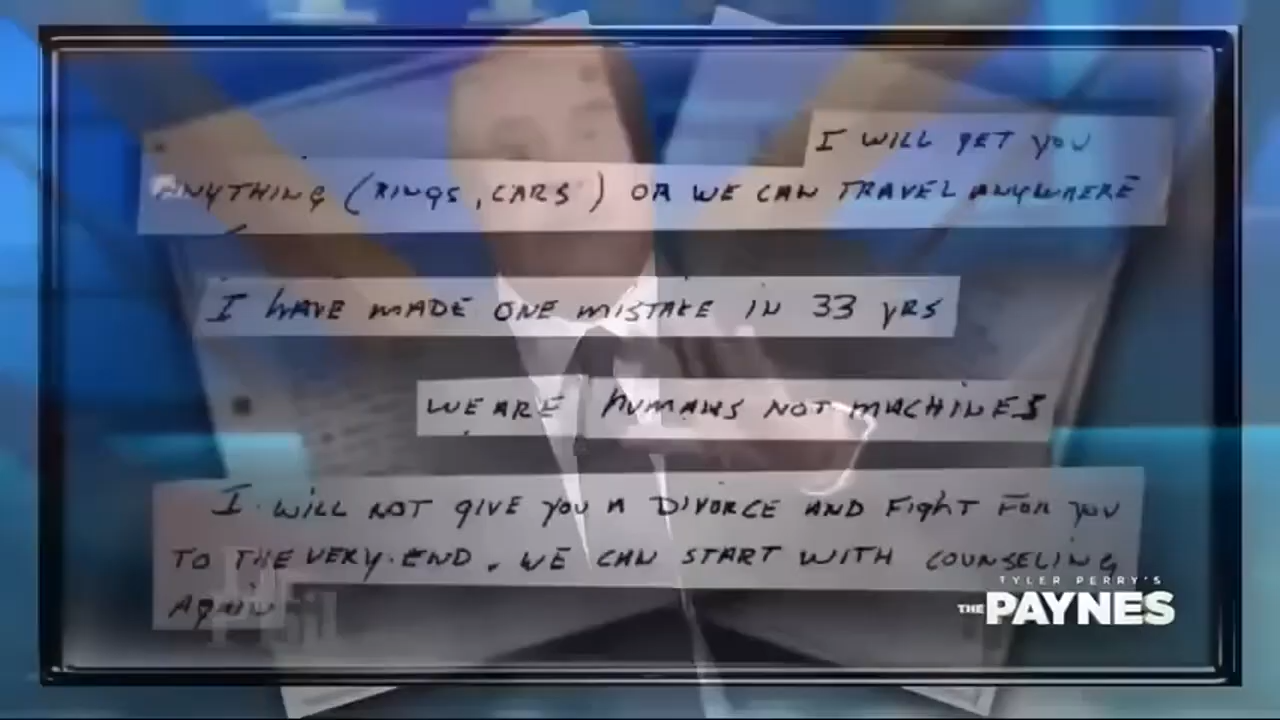 I WILL GET YOU
ANYTHING (RINGS, CARS) OR WE CAN TRAVEL ANYWHERE
I HAVE MADE ONE MISTAKE IN 33 YRS
WE ARE HUMANS NOT MACHINES
I WILL NOT GIVE YOU A DIVORCE AND FIGHT FOR YOU
TO THE VERY END. WE CAN START WITH COUNSELING
AGAIN
TYLER PERRY'S
THE PAYNES